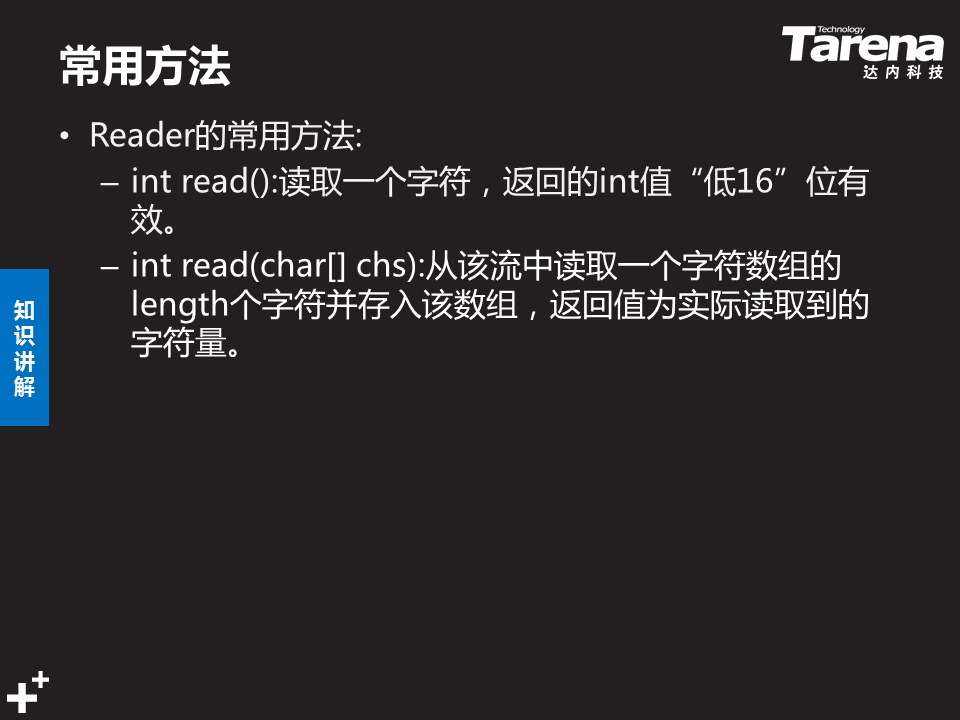 常用方法
Technology
Tarena
达内科技
• Reader的常用方法:
– int read():读取一个字符，返回的int值“低16”位有
效。
– int read(char[] chs):从该流中读取一个字符数组的
length个字符并存入该数组，返回值为实际读取到的
字符量。
知
识
讲
解